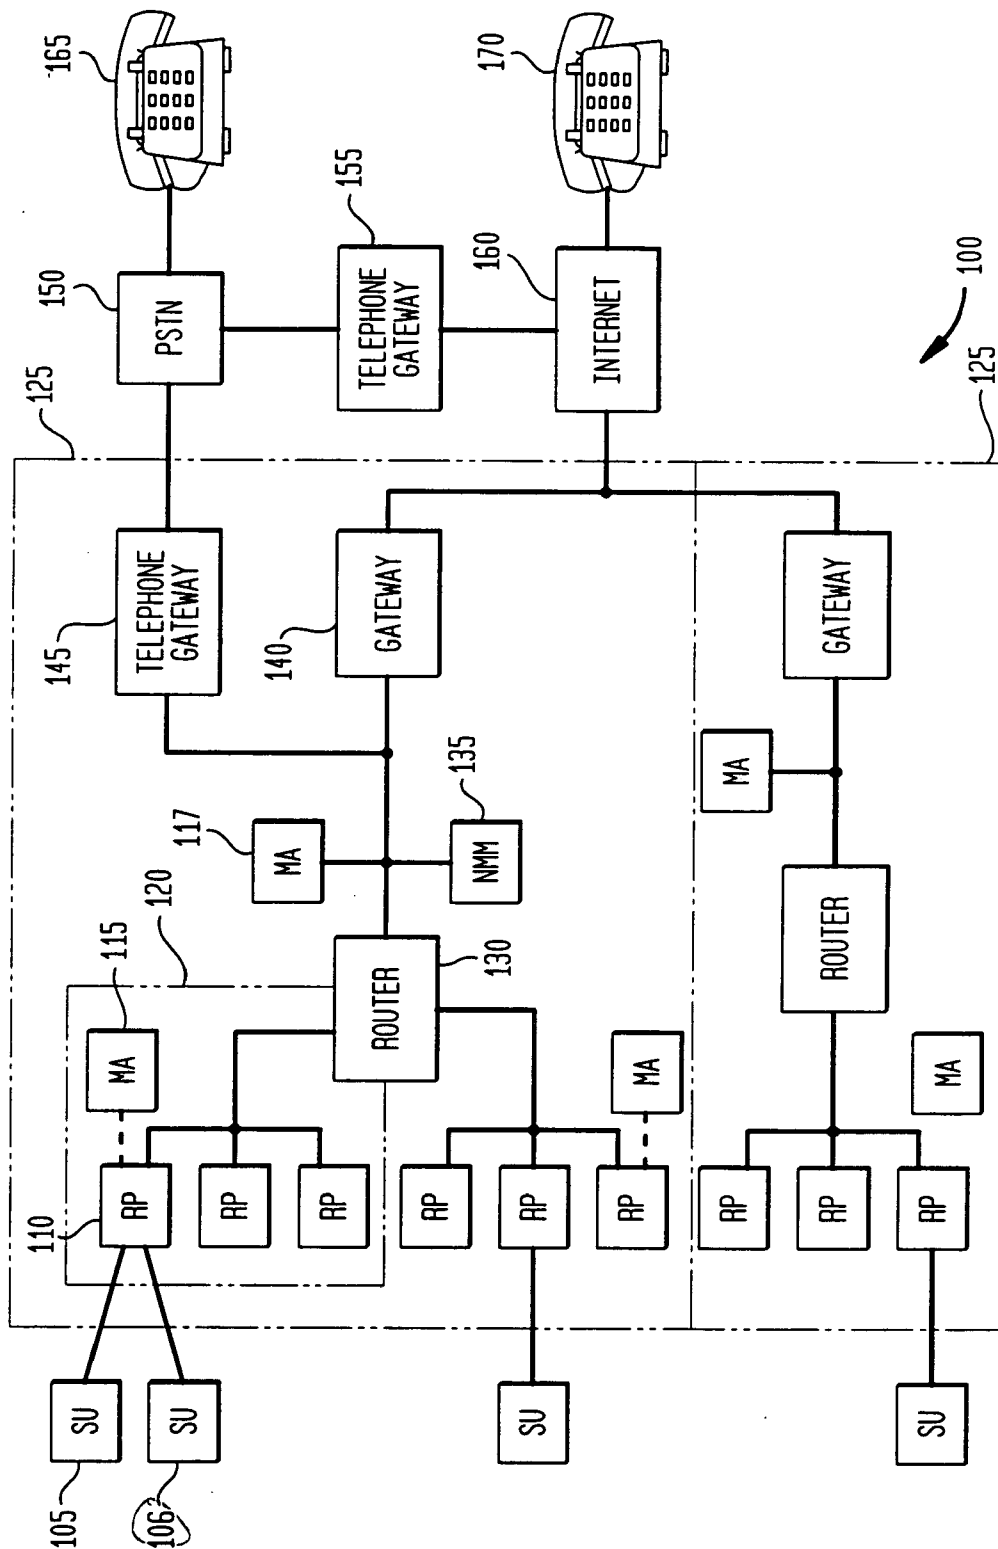 105
SU
106
SU
SU
SU
110
RP
RP
RP
RP
RP
RP
RP
RP
RP
MA
115
120
MA
MA
ROUTER
130
ROUTER
117
MA
NMM
135
MA
145
TELEPHONE
GATEWAY
140
GATEWAY
GATEWAY
125
125
100
150
PSTN
TELEPHONE
GATEWAY
155
160
INTERNET
165
170